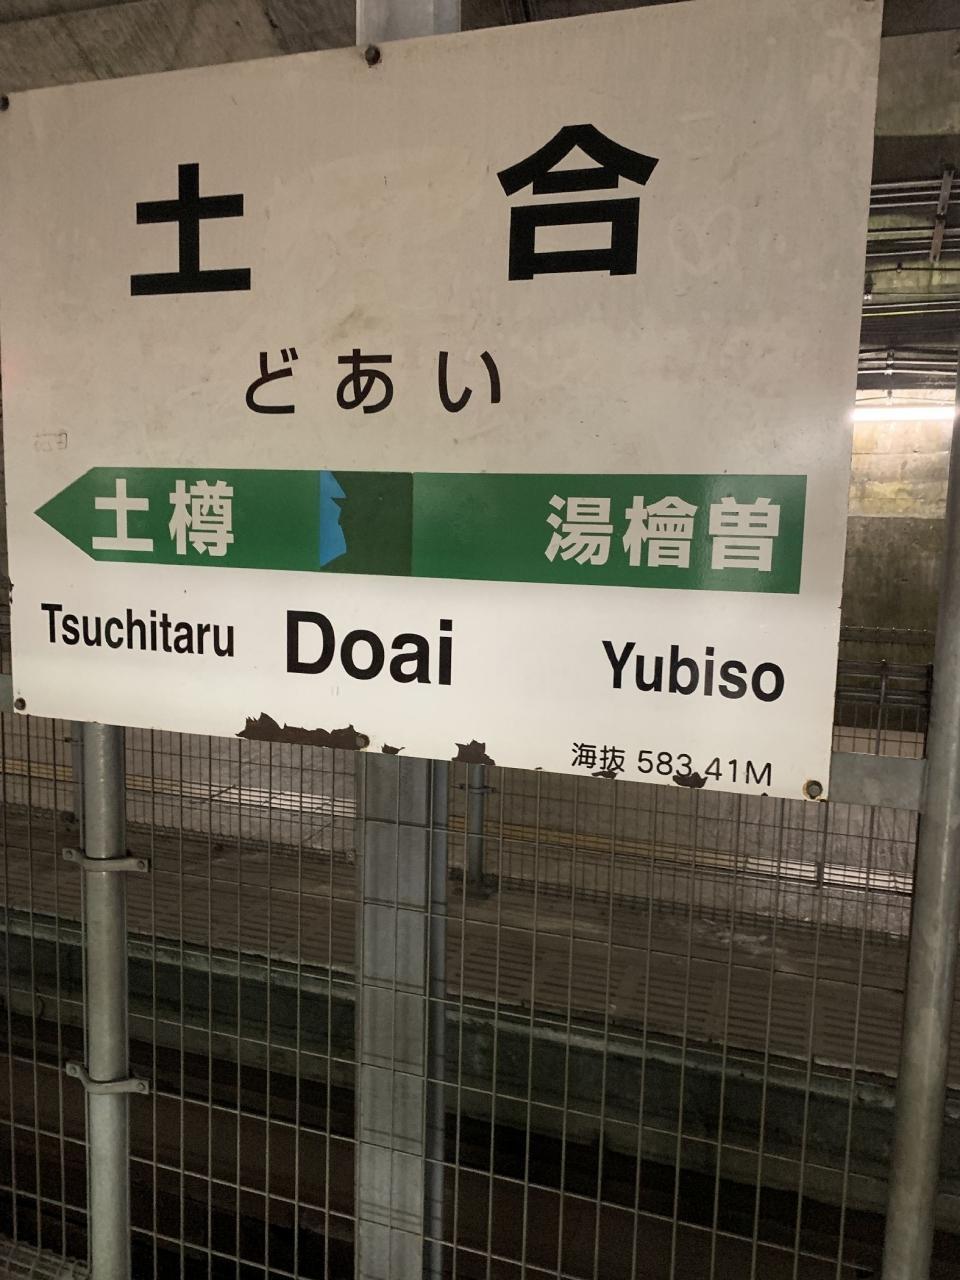 土合
どあい
土樽 湯檜曽
Tsuchitaru Doai Yubiso
海抜 583.41M